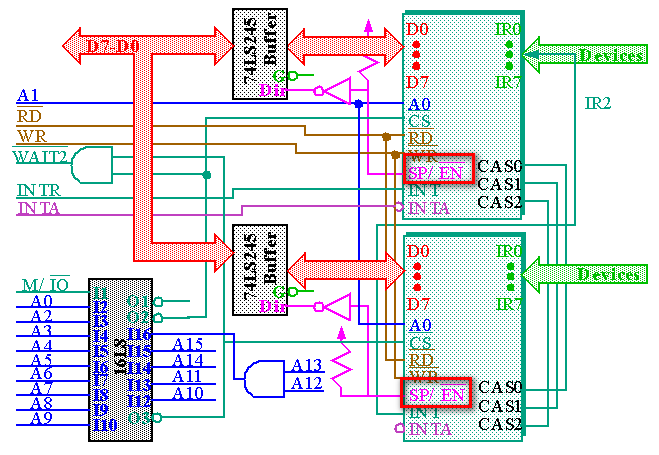 D7-D0
74LS245
Buffer
G
Dir
D0
D7
A0
CS
RD
WR
SP/ EN
INT
INTA
IR0
IR7
CAS0
CAS1
CAS2
Devices
IR2
A1
RD
WR
WAIT2
INTR
INTA
74LS245
Buffer
G
Dir
D0
D7
A0
CS
RD
WR
SP/ EN
INT
INTA
IR0
IR7
CAS0
CAS1
CAS2
Devices
M/ IO
A0
A2
A3
A4
A5
A6
A7
A8
A9
I1
I2
I3
I4
I5
I6
I7
I8
I9
I10
16L8
O1
O2
I16
I15
I14
I11
I13
I12
O3
A15
A14
A11
A10
A13
A12